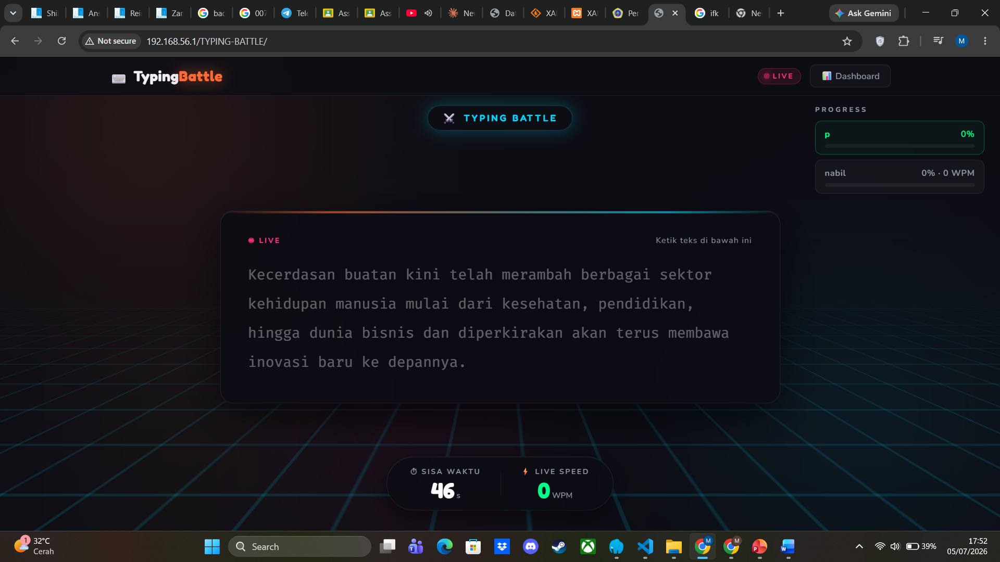 Shi
An
Rei
Zar
bac
007
Tele
Ass
Ass
Ne
Da
XA
XA
Per
ifk
Ne
Ask Gemini
Not secure
192.168.56.1/TYPING-BATTLE/
M
TypingBattle
LIVE
Dashboard
TYPING BATTLE
PROGRESS
p 0%
nabil 0% · 0 WPM
LIVE
Ketik teks di bawah ini
Kecerdasan buatan kini telah merambah berbagai sektor
kehidupan manusia mulai dari kesehatan, pendidikan,
hingga dunia bisnis dan diperkirakan akan terus membawa
inovasi baru ke depannya.
SISA WAKTU
46 s
LIVE SPEED
0 WPM
1
32°C
Cerah
Search
M
M
39%
17:52
05/07/2026